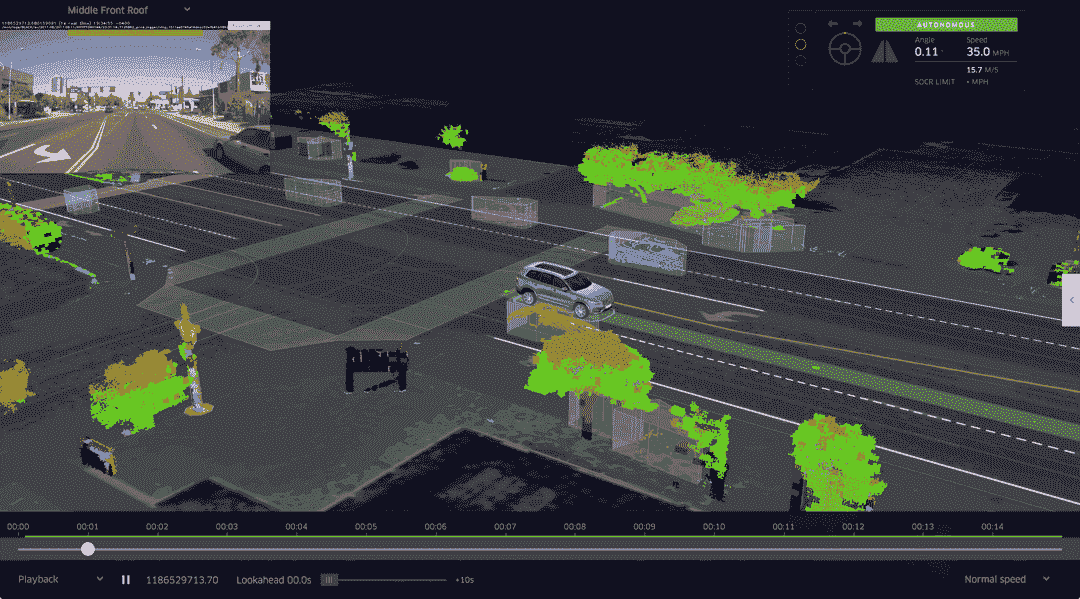 Middle Front Roof
AUTONOMOUS
Angle
Speed
0.11 °
35.0 MPH
15.7 M/S
SOCR LIMIT
- MPH
00:00
00:01
00:02
00:03
00:04
00:05
00:06
00:07
00:08
00:09
00:10
00:11
00:12
00:13
00:14
Playback
1186529713.70
Lookahead 00.0s
+10s
Normal speed